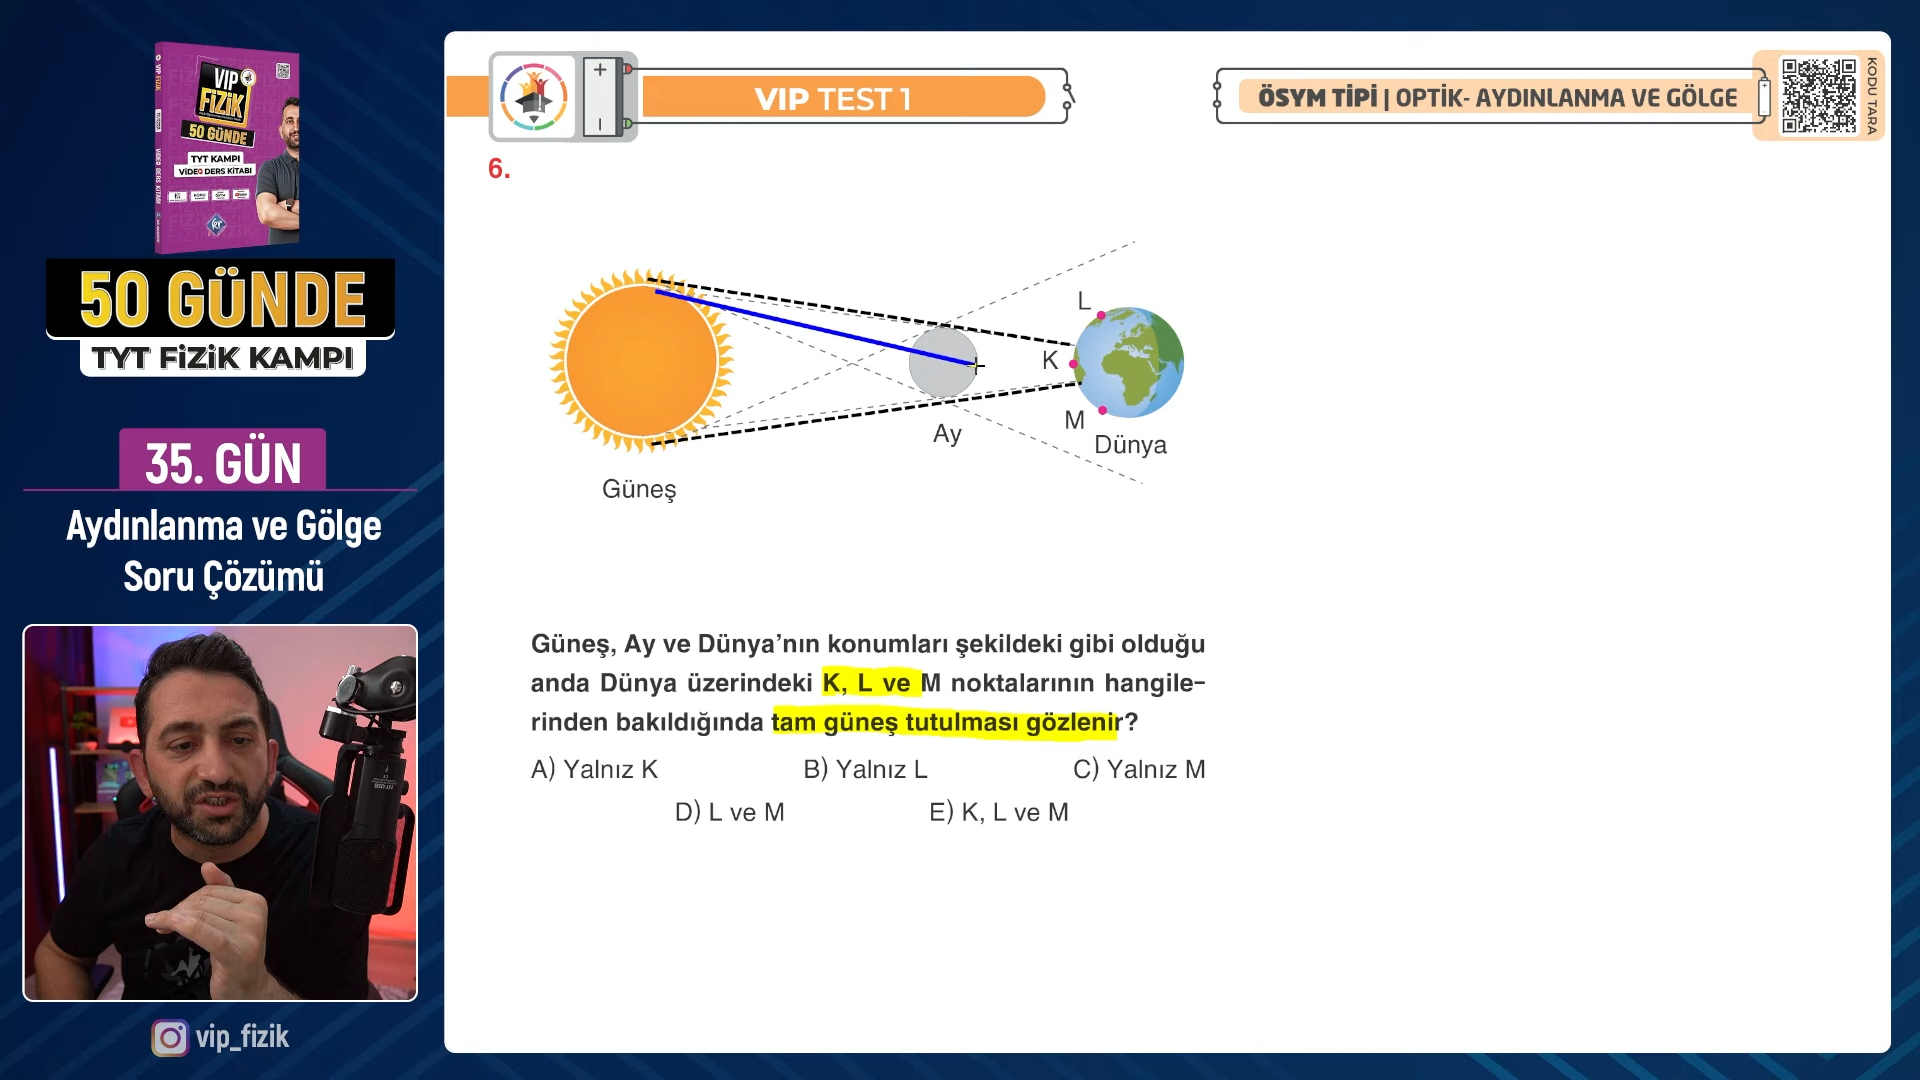 VIP
FİZİK
50 GÜNDE
TYT KAMPI
VİDEO DERS KİTABI
50 GÜNDE
TYT FİZİK KAMPI
35. GÜN
Aydınlanma ve Gölge
Soru Çözümü
vip_fizik
VIP TEST 1
ÖSYM TİPİ | OPTİK- AYDINLANMA VE GÖLGE
KODU TARA
6.
L
K
M
Ay
Dünya
Güneş
Güneş, Ay ve Dünya’nın konumları şekildeki gibi olduğu
anda Dünya üzerindeki K, L ve M noktalarının hangile-
rinden bakıldığında tam güneş tutulması gözlenir?
A) Yalnız K B) Yalnız L C) Yalnız M
D) L ve M E) K, L ve M